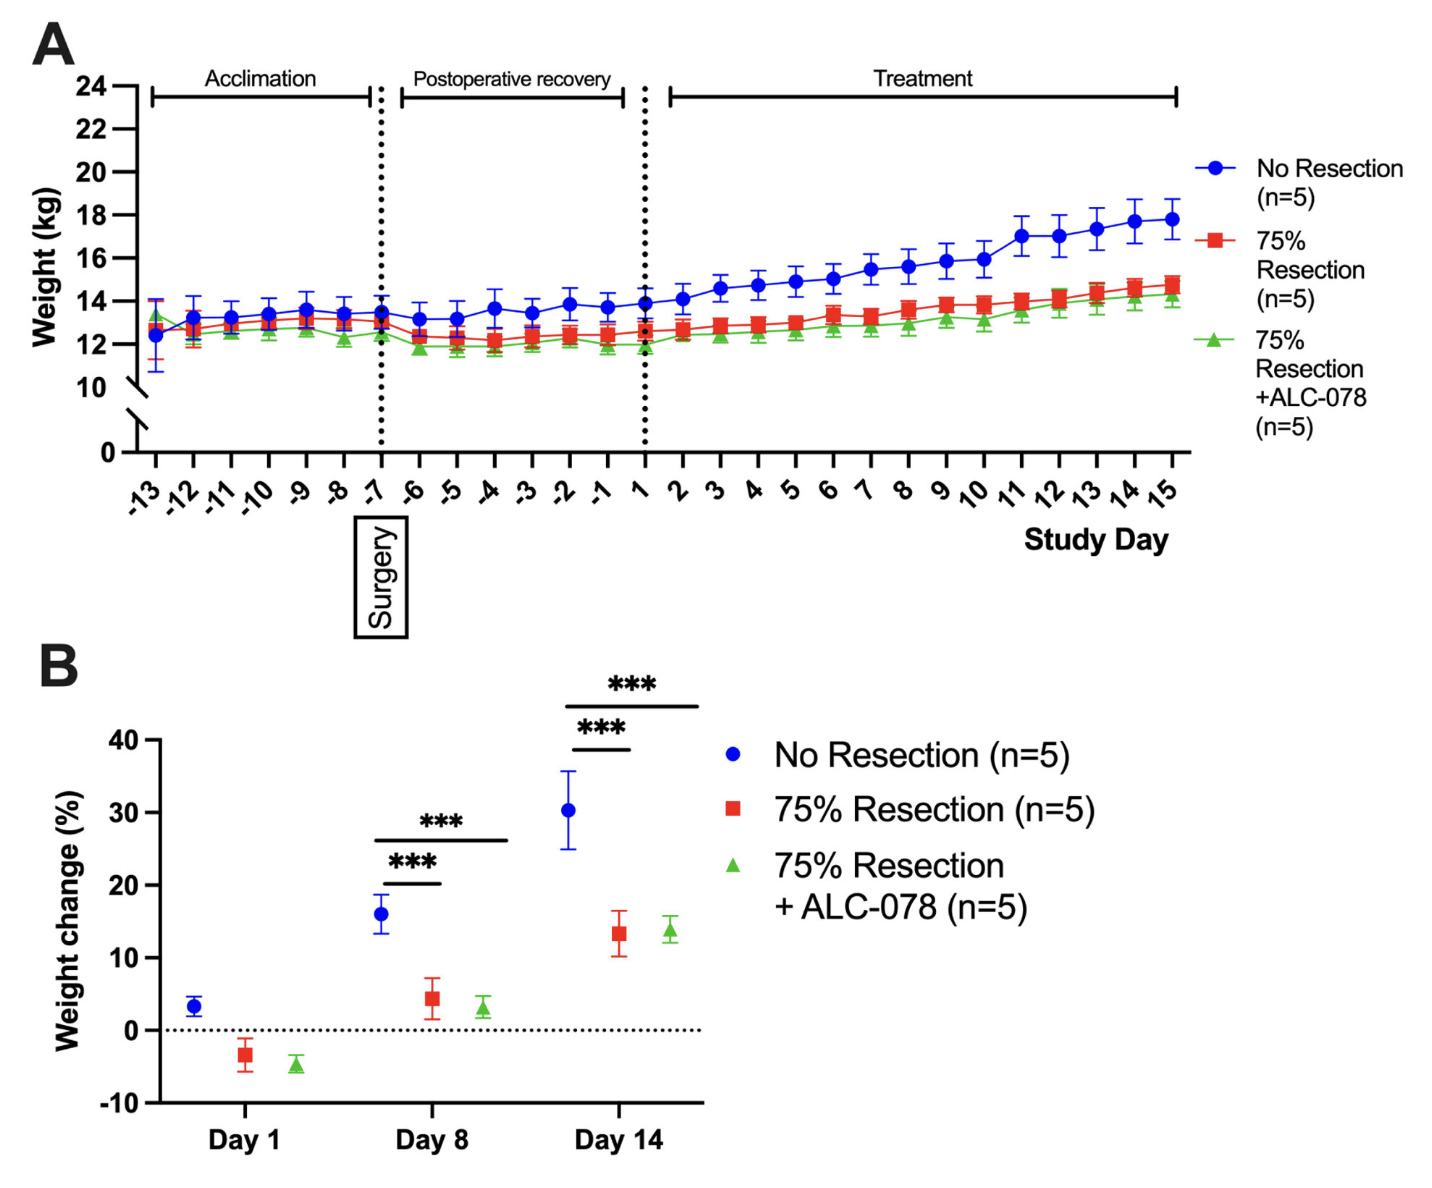 A
Acclimation
Postoperative recovery
Treatment
24
22
20
18
16
14
12
10
0
Weight (kg)
No Resection
(n=5)
75%
Resection
(n=5)
75%
Resection
+ALC-078
(n=5)
-13 -12 -11 -10 -9 -8 -7 -6 -5 -4 -3 -2 -1 1 2 3 4 5 6 7 8 9 10 11 12 13 14 15
Study Day
Surgery
B
***
***
***
***
40
30
20
10
0
-10
Weight change (%)
No Resection (n=5)
75% Resection (n=5)
75% Resection
+ ALC-078 (n=5)
Day 1 Day 8 Day 14